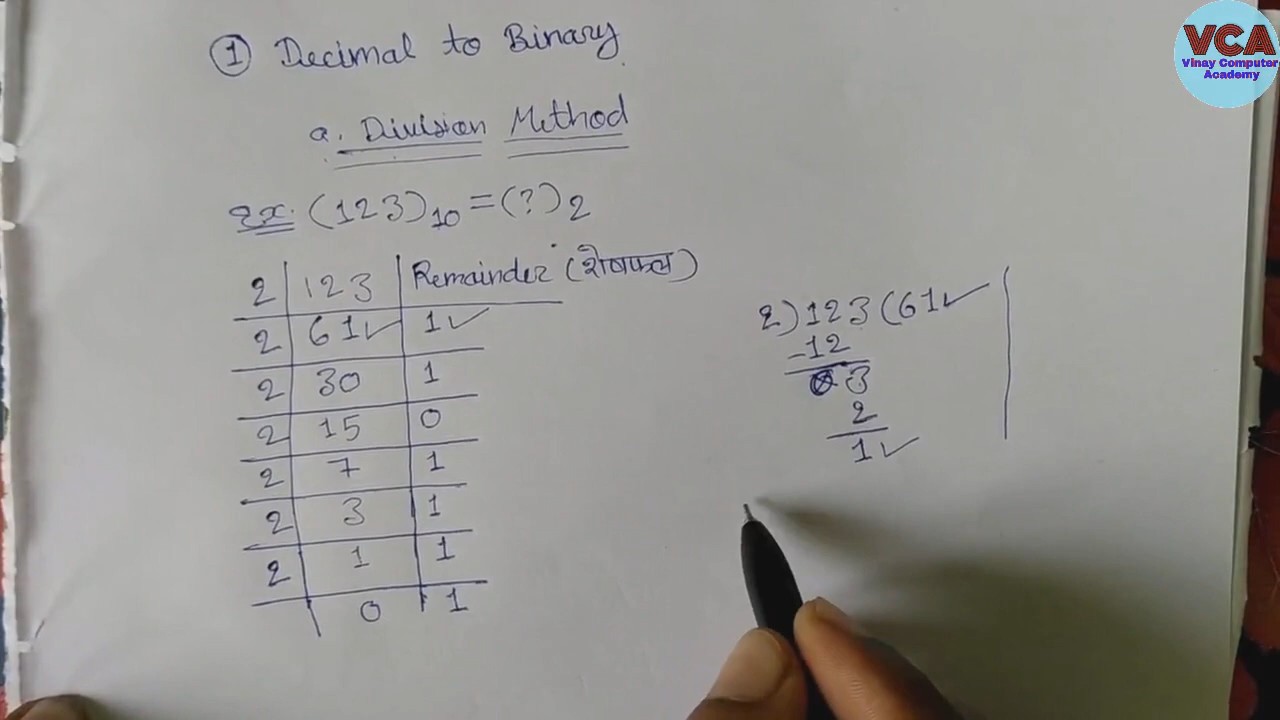 ① Decimal to Binary
a. Division Method
Ex. (123)10 = (?)2
2 | 123 | Remainder (शेषफल)
2 | 61✓ | 1✓
2 | 30 | 1
2 | 15 | 0
2 | 7 | 1
2 | 3 | 1
2 | 1 | 1
0 | 1
2)123(61✓
-12
03
2
1✓
VCA
Vinay Computer
Academy